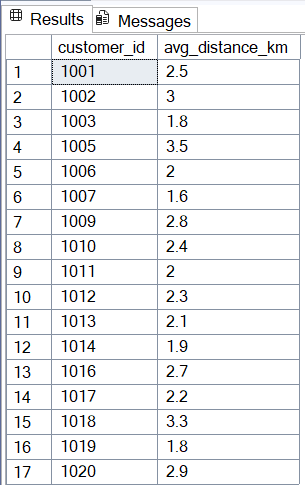 Results Messages
customer_id avg_distance_km
1 1001 2.5
2 1002 3
3 1003 1.8
4 1005 3.5
5 1006 2
6 1007 1.6
7 1009 2.8
8 1010 2.4
9 1011 2
10 1012 2.3
11 1013 2.1
12 1014 1.9
13 1016 2.7
14 1017 2.2
15 1018 3.3
16 1019 1.8
17 1020 2.9